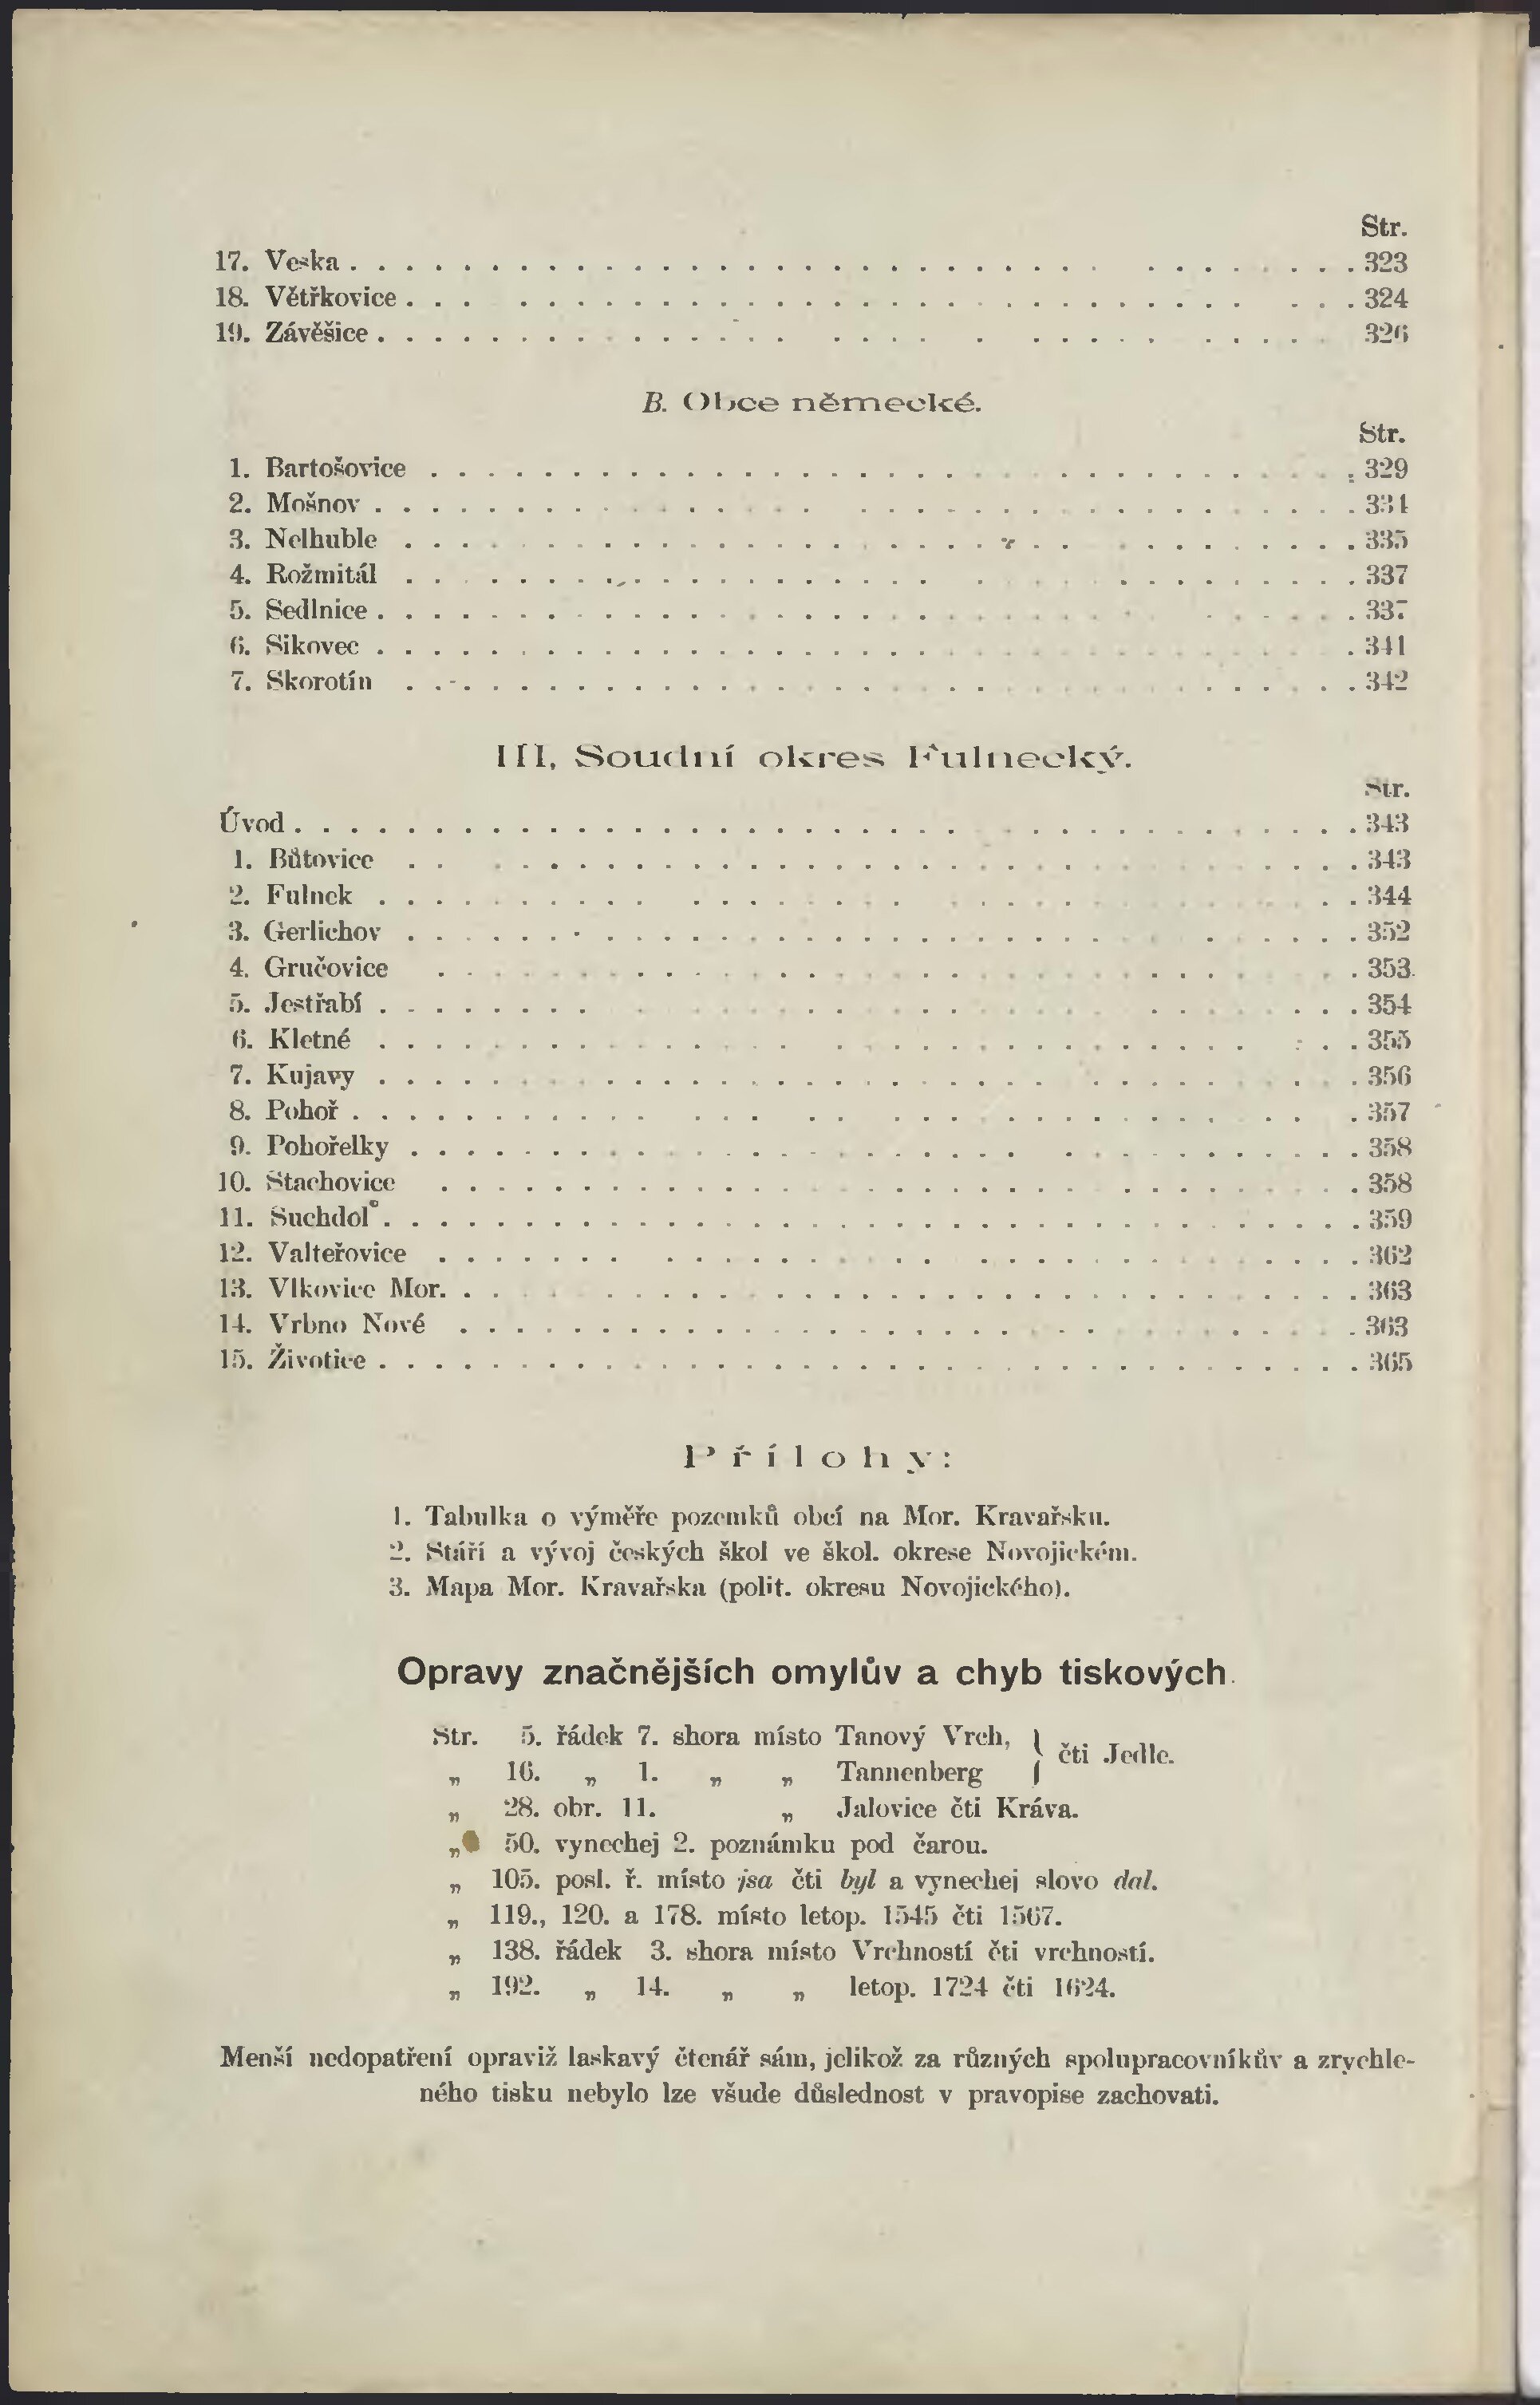 Str.
17. Veska . . . . . . . . . . 323
18. Větřkovice . . . . . . . . . . 324
19. Závěšice . . . . . . . . . . 326
B. Obce německé.
Str.
1. Bartošovice . . . . . . . . . . 329
2. Mošnov . . . . . . . . . . 334
3. Nelhuble . . . . . . . . . . 335
4. Rožmitál . . . . . . . . . . 337
5. Sedlnice . . . . . . . . . . 337
6. Sikovec . . . . . . . . . . 341
7. Skorotín . . . . . . . . . . 342
III. Soudní okres Fulnecký.
Str.
Úvod . . . . . . . . . . 343
1. Bůtovice . . . . . . . . . . 343
2. Fulnek . . . . . . . . . . 344
3. Gerlichov . . . . . . . . . . 352
4. Gručovice . . . . . . . . . . 353
5. Jestřabí . . . . . . . . . . 354
6. Kletné . . . . . . . . . . 355
7. Kujavy . . . . . . . . . . 356
8. Pohoř . . . . . . . . . . 357
9. Pohořelky . . . . . . . . . . 358
10. Stachovice . . . . . . . . . . 358
11. Suchdol . . . . . . . . . . 359
12. Valteřovice . . . . . . . . . . 362
13. Vlkovice Mor. . . . . . . . . . . 363
14. Vrbno Nové . . . . . . . . . . 363
15. Životice . . . . . . . . . . 365
Přílohy:
1. Tabulka o výměře pozemků obcí na Mor. Kravařsku.
2. Stáří a vývoj českých škol ve škol. okrese Novojickém.
3. Mapa Mor. Kravařska (polit. okresu Novojického).
Opravy značnějších omylův a chyb tiskových.
Str. 5. řádek 7. shora místo Tanový Vrch, } čti Jedle.
„ 16. „ 1. „ „ Tannenberg
„ 28. obr. 11. „ Jalovice čti Kráva.
„ 50. vynechej 2. poznámku pod čarou.
„ 105. posl. ř. místo jsa čti byl a vynechej slovo dal.
„ 119., 120. a 178. místo letop. 1545 čti 1567.
„ 138. řádek 3. shora místo Vrchností čti vrchností.
„ 192. „ 14. „ „ letop. 1724 čti 1624.
Menší nedopatření opraviž laskavý čtenář sám, jelikož za různých spolupracovníkův a zrychle-
ného tisku nebylo lze všude důslednost v pravopise zachovati.